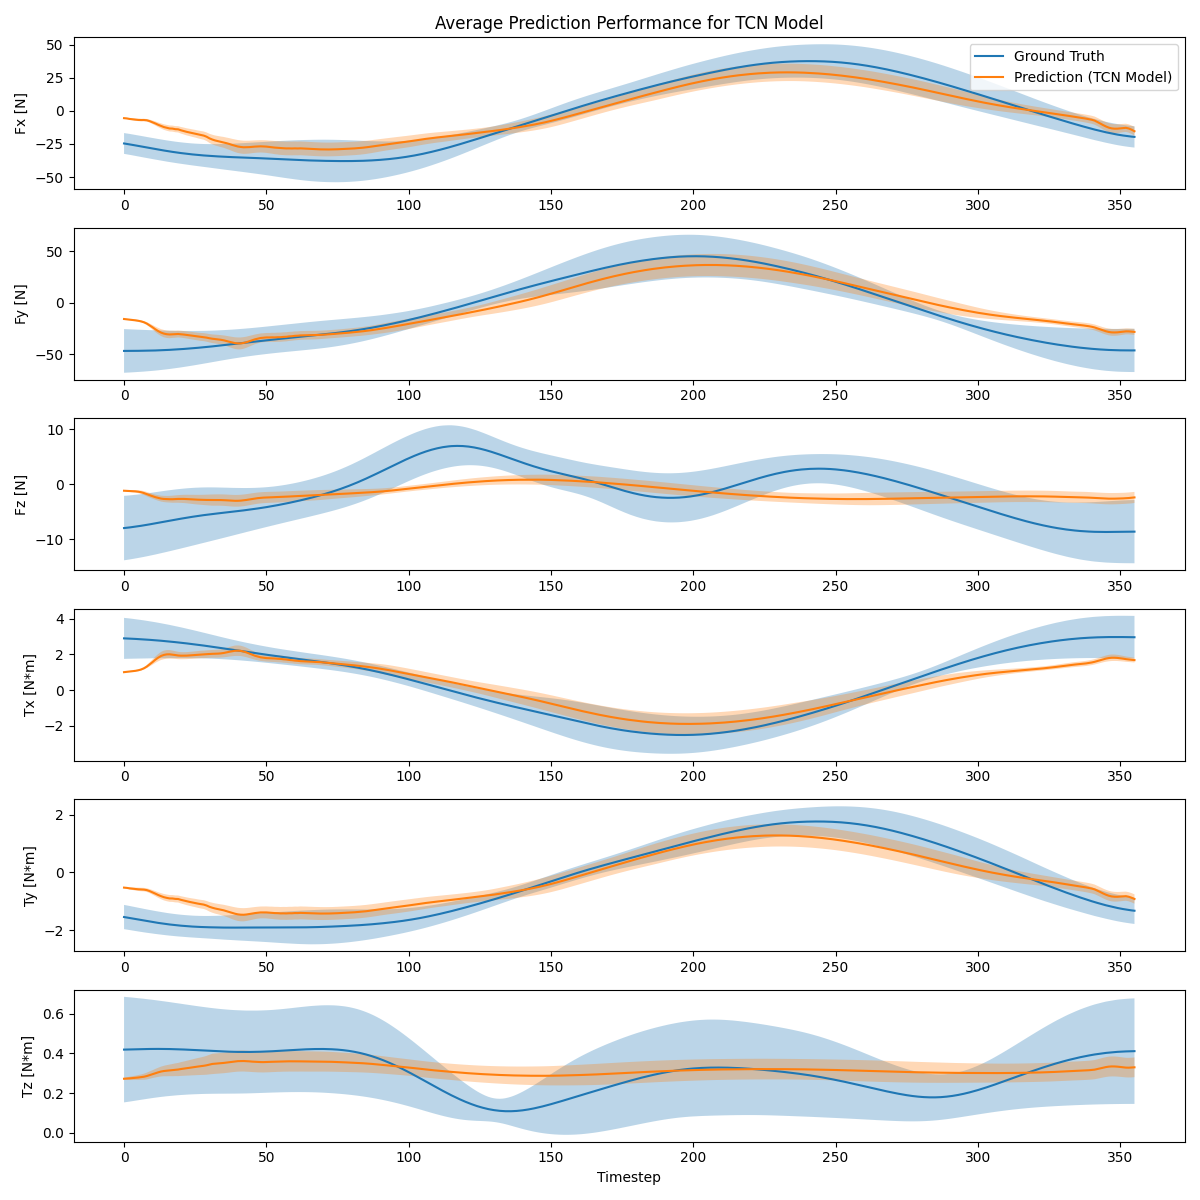 Average Prediction Performance for TCN Model
Ground Truth
Prediction (TCN Model)
Fx [N]
50
25
0
−25
−50
0 50 100 150 200 250 300 350
Fy [N]
50
0
−50
0 50 100 150 200 250 300 350
Fz [N]
10
0
−10
0 50 100 150 200 250 300 350
Tx [N*m]
4
2
0
−2
0 50 100 150 200 250 300 350
Ty [N*m]
2
0
−2
0 50 100 150 200 250 300 350
Tz [N*m]
0.6
0.4
0.2
0.0
0 50 100 150 200 250 300 350
Timestep